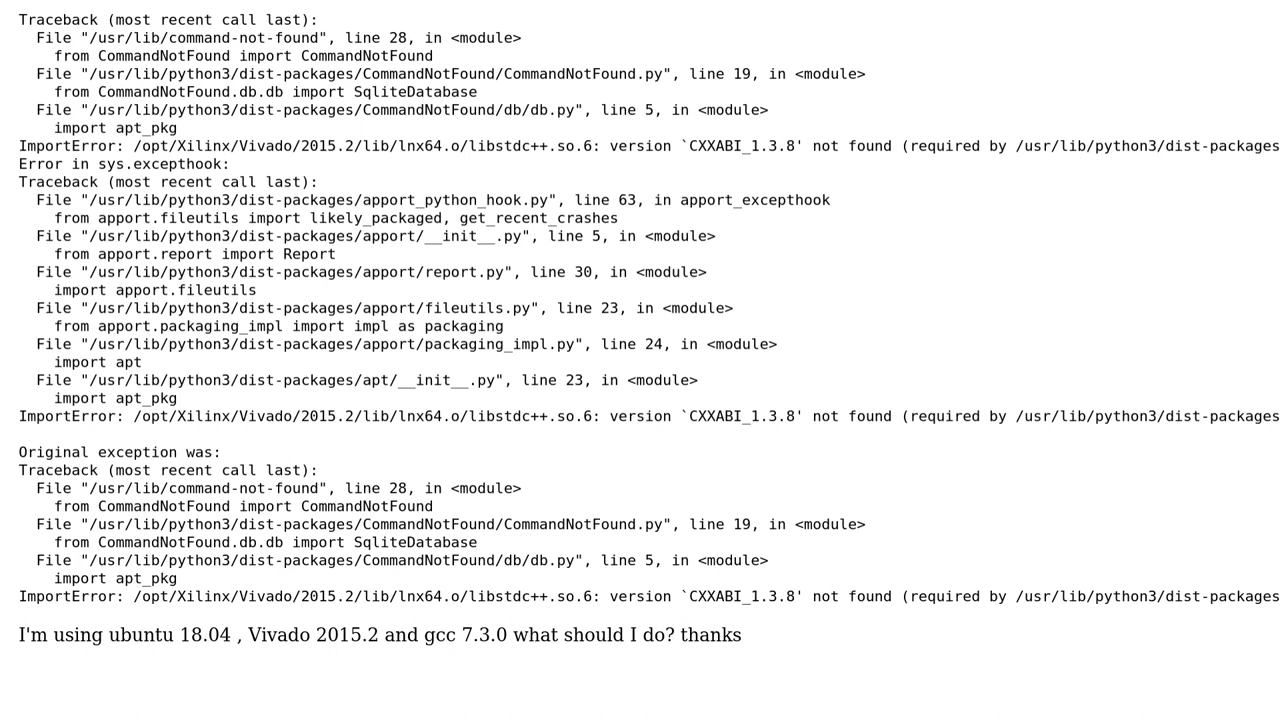 Traceback (most recent call last):
  File "/usr/lib/command-not-found", line 28, in <module>
    from CommandNotFound import CommandNotFound
  File "/usr/lib/python3/dist-packages/CommandNotFound/CommandNotFound.py", line 19, in <module>
    from CommandNotFound.db.db import SqliteDatabase
  File "/usr/lib/python3/dist-packages/CommandNotFound/db/db.py", line 5, in <module>
    import apt_pkg
ImportError: /opt/Xilinx/Vivado/2015.2/lib/lnx64.o/libstdc++.so.6: version `CXXABI_1.3.8' not found (required by /usr/lib/python3/dist-packages
Error in sys.excepthook:
Traceback (most recent call last):
  File "/usr/lib/python3/dist-packages/apport_python_hook.py", line 63, in apport_excepthook
    from apport.fileutils import likely_packaged, get_recent_crashes
  File "/usr/lib/python3/dist-packages/apport/__init__.py", line 5, in <module>
    from apport.report import Report
  File "/usr/lib/python3/dist-packages/apport/report.py", line 30, in <module>
    import apport.fileutils
  File "/usr/lib/python3/dist-packages/apport/fileutils.py", line 23, in <module>
    from apport.packaging_impl import impl as packaging
  File "/usr/lib/python3/dist-packages/apport/packaging_impl.py", line 24, in <module>
    import apt
  File "/usr/lib/python3/dist-packages/apt/__init__.py", line 23, in <module>
    import apt_pkg
ImportError: /opt/Xilinx/Vivado/2015.2/lib/lnx64.o/libstdc++.so.6: version `CXXABI_1.3.8' not found (required by /usr/lib/python3/dist-packages

Original exception was:
Traceback (most recent call last):
  File "/usr/lib/command-not-found", line 28, in <module>
    from CommandNotFound import CommandNotFound
  File "/usr/lib/python3/dist-packages/CommandNotFound/CommandNotFound.py", line 19, in <module>
    from CommandNotFound.db.db import SqliteDatabase
  File "/usr/lib/python3/dist-packages/CommandNotFound/db/db.py", line 5, in <module>
    import apt_pkg
ImportError: /opt/Xilinx/Vivado/2015.2/lib/lnx64.o/libstdc++.so.6: version `CXXABI_1.3.8' not found (required by /usr/lib/python3/dist-packages
I'm using ubuntu 18.04 , Vivado 2015.2 and gcc 7.3.0 what should I do? thanks